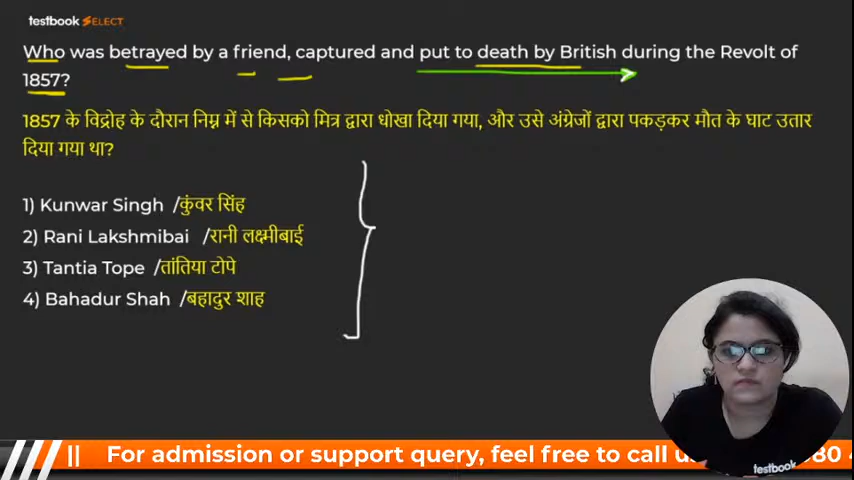 testbook SELECT
Who was betrayed by a friend, captured and put to death by British during the Revolt of
1857?
1857 के विद्रोह के दौरान निम्न में से किसको मित्र द्वारा धोखा दिया गया, और उसे अंग्रेजों द्वारा पकड़कर मौत के घाट उतार
दिया गया था?
1) Kunwar Singh /कुंवर सिंह
2) Rani Lakshmibai /रानी लक्ष्मीबाई
3) Tantia Tope /तांतिया टोपे
4) Bahadur Shah /बहादुर शाह
|| For admission or support query, feel free to call
testbook